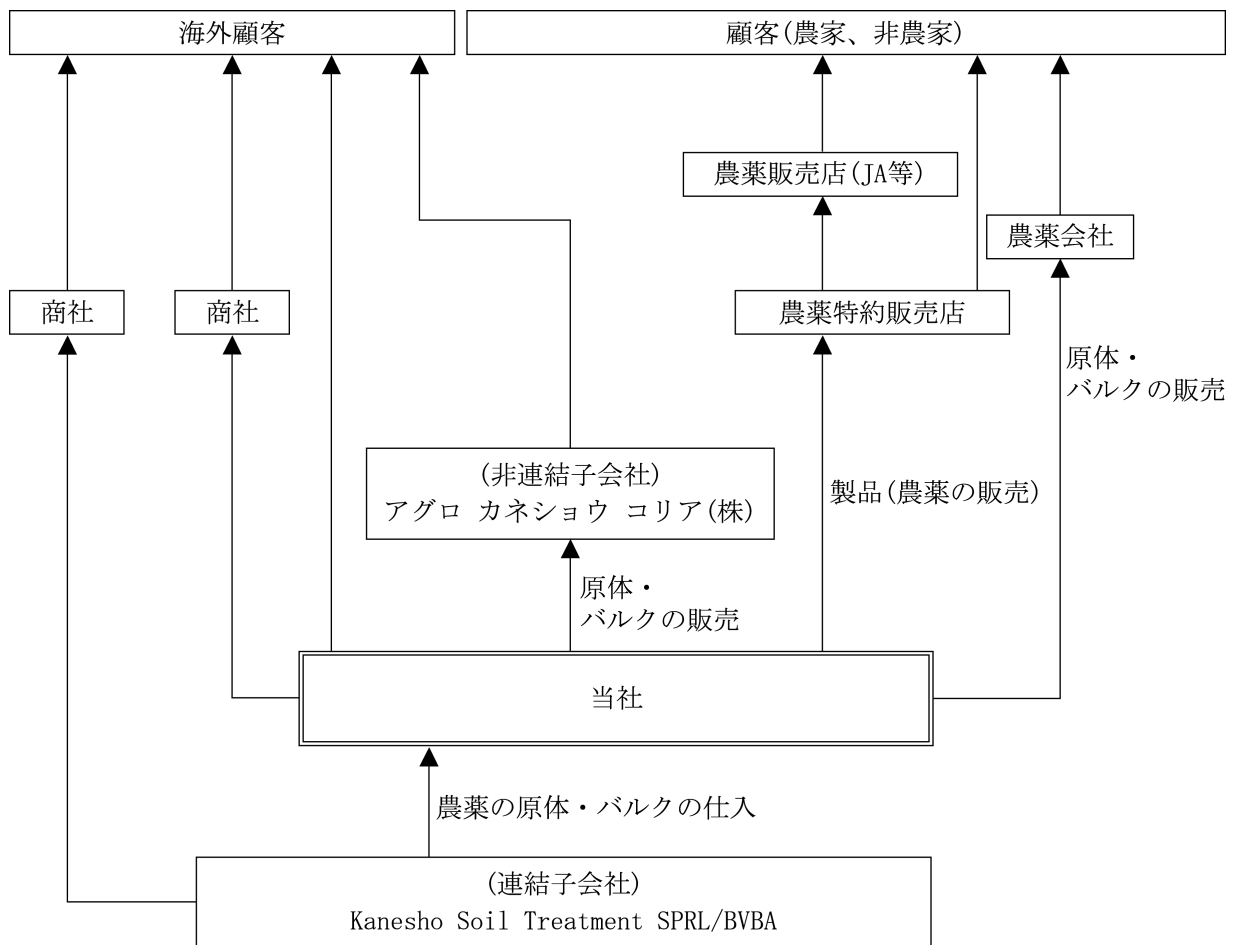 海外顧客
顧客(農家、非農家)
農薬販売店(JA等)
農薬会社
商社
商社
農薬特約販売店
原体・
バルクの販売
(非連結子会社)
アグロ カネショウ コリア(株)
製品(農薬の販売)
原体・
バルクの販売
当社
農薬の原体・バルクの仕入
(連結子会社)
Kanesho Soil Treatment SPRL/BVBA